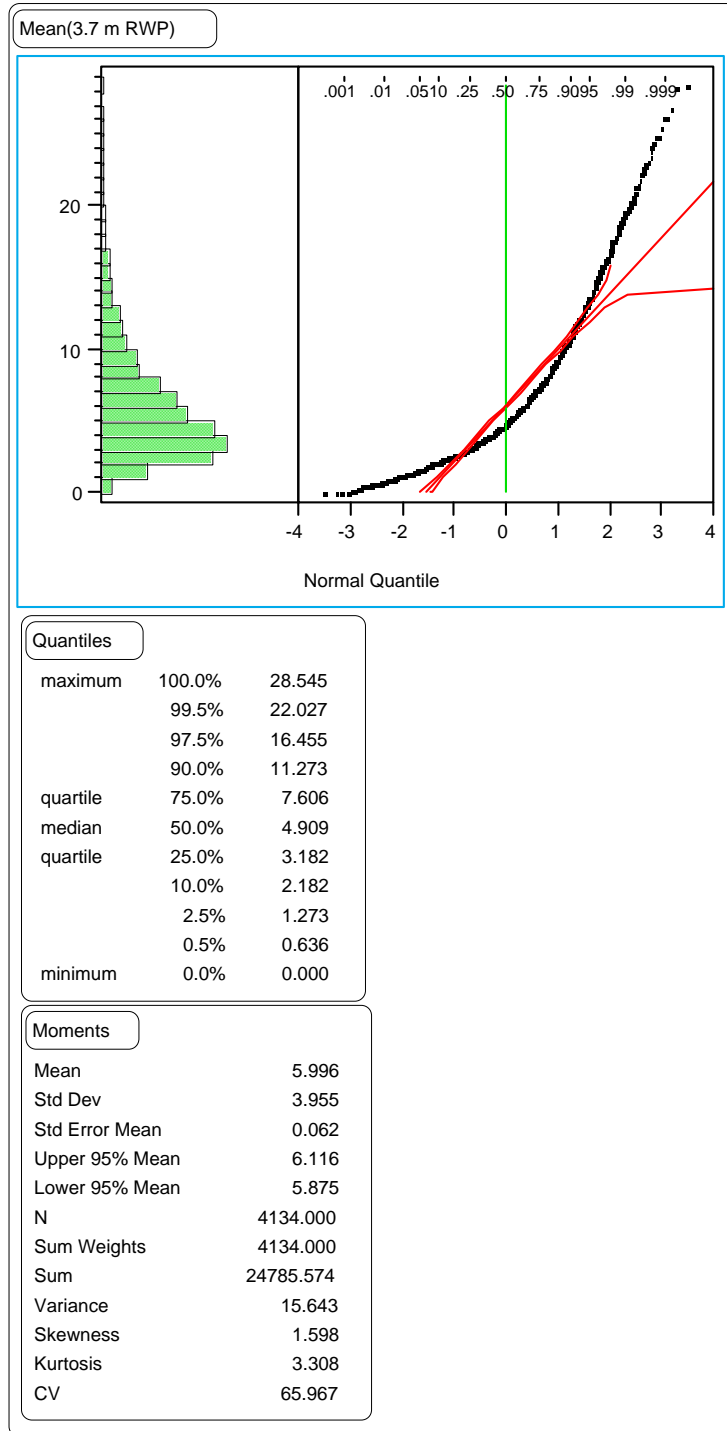 Mean(3.7 m RWP)
.001 .01 .05 .10 .25 .50 .75 .90 .95 .99 .999
20
10
0
-4 -3 -2 -1 0 1 2 3 4
Normal Quantile
Quantiles
maximum 100.0% 28.545
99.5% 22.027
97.5% 16.455
90.0% 11.273
quartile 75.0% 7.606
median 50.0% 4.909
quartile 25.0% 3.182
10.0% 2.182
2.5% 1.273
0.5% 0.636
minimum 0.0% 0.000
Moments
Mean 5.996
Std Dev 3.955
Std Error Mean 0.062
Upper 95% Mean 6.116
Lower 95% Mean 5.875
N 4134.000
Sum Weights 4134.000
Sum 24785.574
Variance 15.643
Skewness 1.598
Kurtosis 3.308
CV 65.967